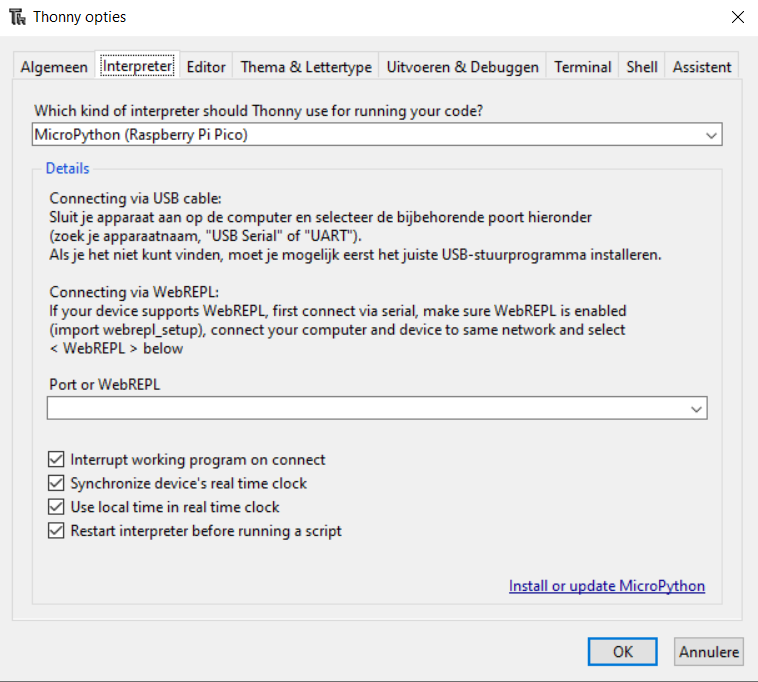 Thonny opties
Algemeen Interpreter Editor Thema & Lettertype Uitvoeren & Debuggen Terminal Shell Assistent
Which kind of interpreter should Thonny use for running your code?
MicroPython (Raspberry Pi Pico)
Details
Connecting via USB cable:
Sluit je apparaat aan op de computer en selecteer de bijbehorende poort hieronder
(zoek je apparaatnaam, "USB Serial" of "UART").
Als je het niet kunt vinden, moet je mogelijk eerst het juiste USB-stuurprogramma installeren.
Connecting via WebREPL:
If your device supports WebREPL, first connect via serial, make sure WebREPL is enabled
(import webrepl_setup), connect your computer and device to same network and select
< WebREPL > below
Port or WebREPL
Interrupt working program on connect
Synchronize device's real time clock
Use local time in real time clock
Restart interpreter before running a script
Install or update MicroPython
OK Annulere